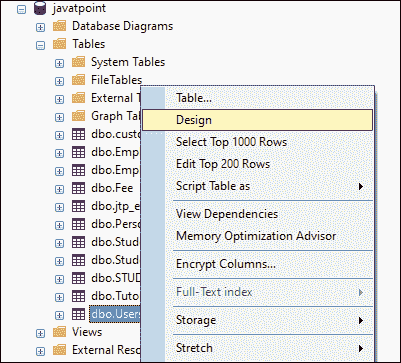 javatpoint
Database Diagrams
Tables
System Tables
FileTables
External T
Graph Tab
dbo.custo
dbo.Emp
dbo.Emp
dbo.Fee
dbo.jtp_e
dbo.Perso
dbo.Stud
dbo.Stud
dbo.STUD
dbo.Tuto
dbo.Users
Views
External Reso
Table...
Design
Select Top 1000 Rows
Edit Top 200 Rows
Script Table as
View Dependencies
Memory Optimization Advisor
Encrypt Columns...
Full-Text index
Storage
Stretch